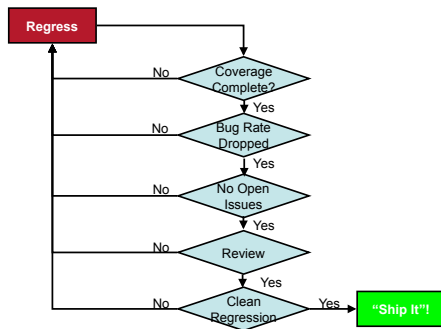 Regress
No
Coverage
Complete?
Yes
No
Bug Rate
Dropped
Yes
No
No Open
Issues
Yes
No
Review
Yes
No
Clean
Regression
Yes
“Ship It”!